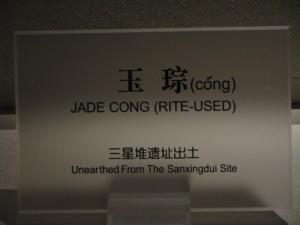 玉 琮(cóng)
JADE CONG (RITE-USED)
三星堆遗址出土
Unearthed From The Sanxingdui Site